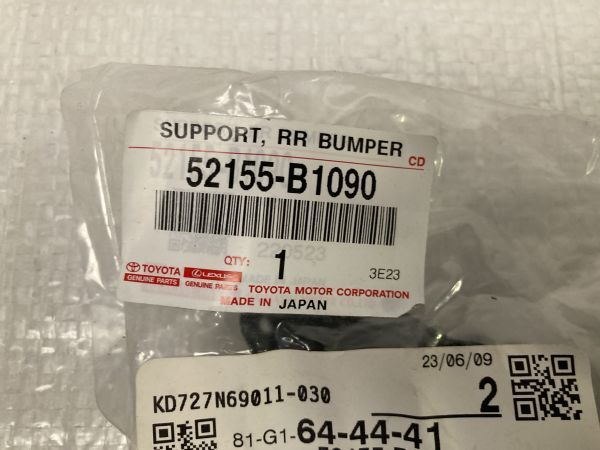 SUPPORT, RR BUMPER
CD
52155-B1090
QTY: 1
3E23
TOYOTA
GENUINE PARTS
LEXUS
GENUINE PARTS
TOYOTA MOTOR CORPORATION
MADE IN JAPAN
23/06/09
KD727N69011-030
2
81-G1-64-44-41